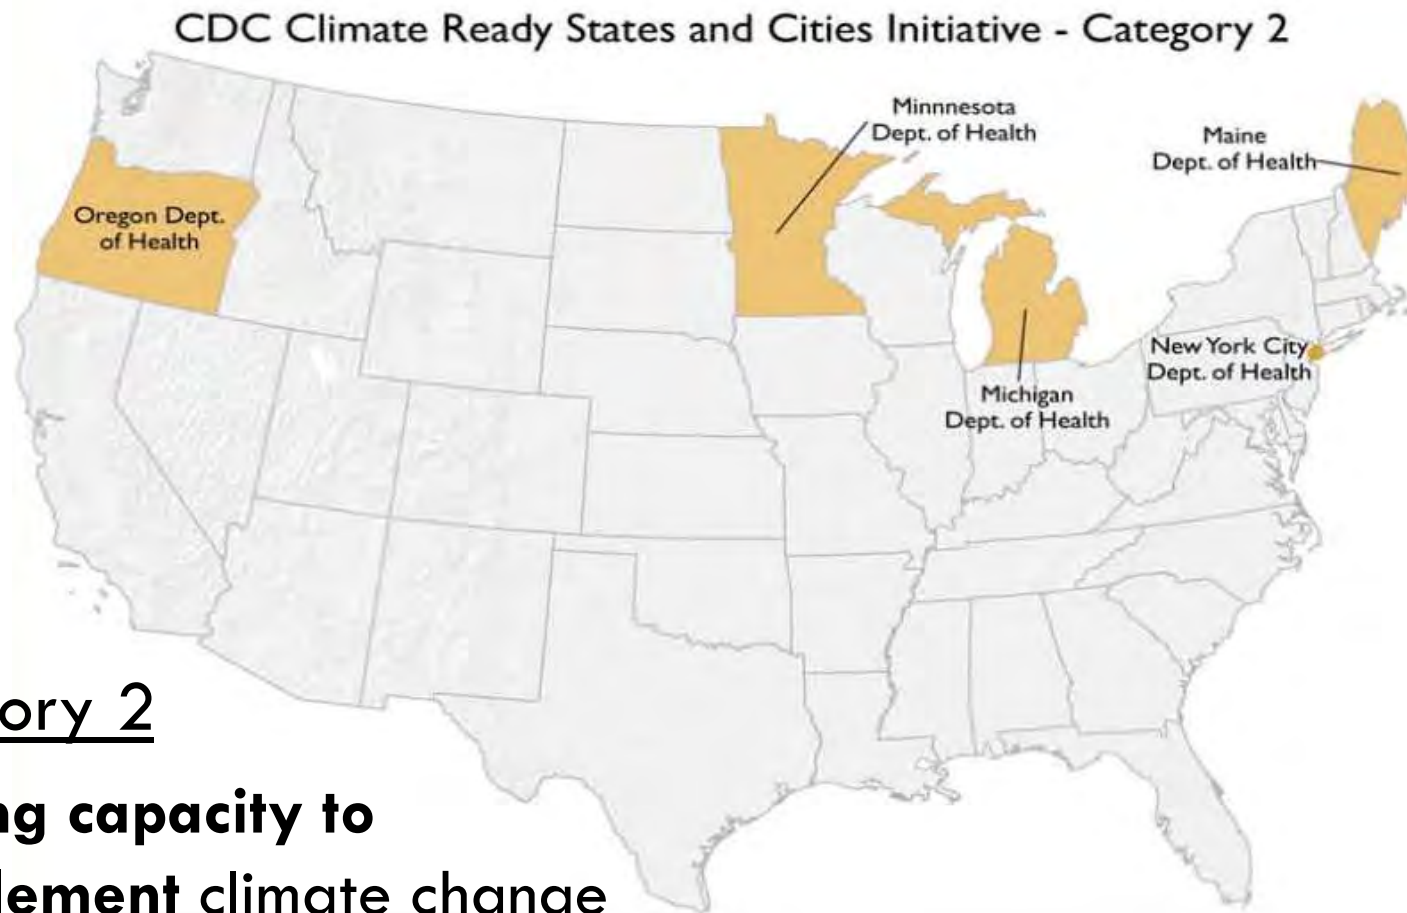 CDC Climate Ready States and Cities Initiative - Category 2
Minnnesota
Dept. of Health
Maine
Dept. of Health
Oregon Dept.
of Health
New York City
Dept. of Health
Michigan
Dept. of Health
ory 2
ng capacity to
lement climate change